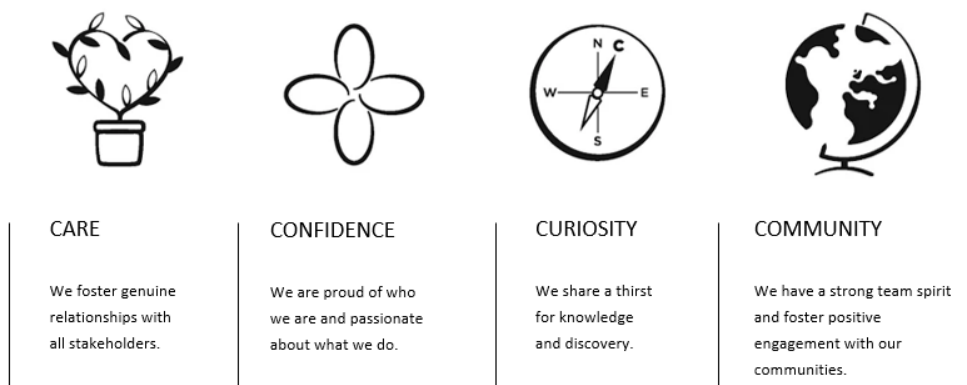 N C
W E
S
CARE
We foster genuine
relationships with
all stakeholders.
CONFIDENCE
We are proud of who
we are and passionate
about what we do.
CURIOSITY
We share a thirst
for knowledge
and discovery.
COMMUNITY
We have a strong team spirit
and foster positive
engagement with our
communities.